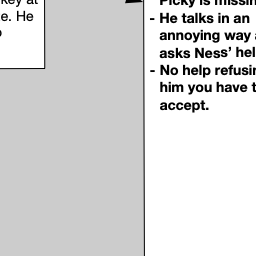 key at
e. He
Picky is missin
- He talks in an
annoying way
asks Ness' hel
- No help refusi
him you have t
accept.